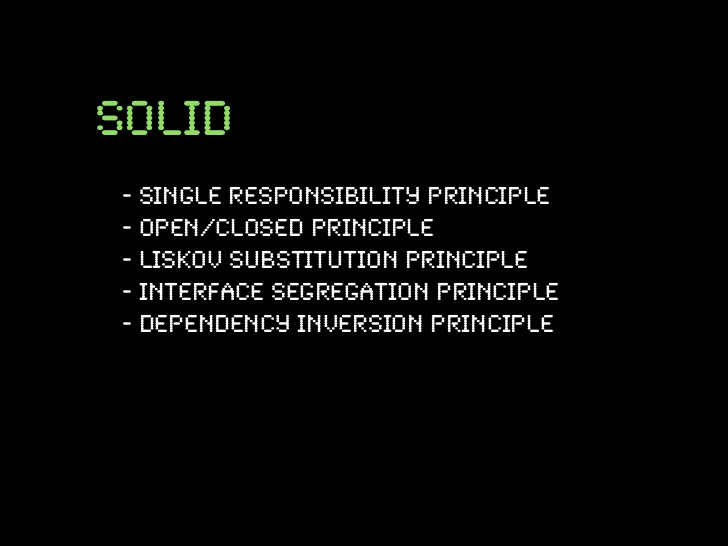 SOLID
- SINGLE RESPONSIBILITY PRINCIPLE
- OPEN/CLOSED PRINCIPLE
- LISKOV SUBSTITUTION PRINCIPLE
- INTERFACE SEGREGATION PRINCIPLE
- DEPENDENCY INVERSION PRINCIPLE